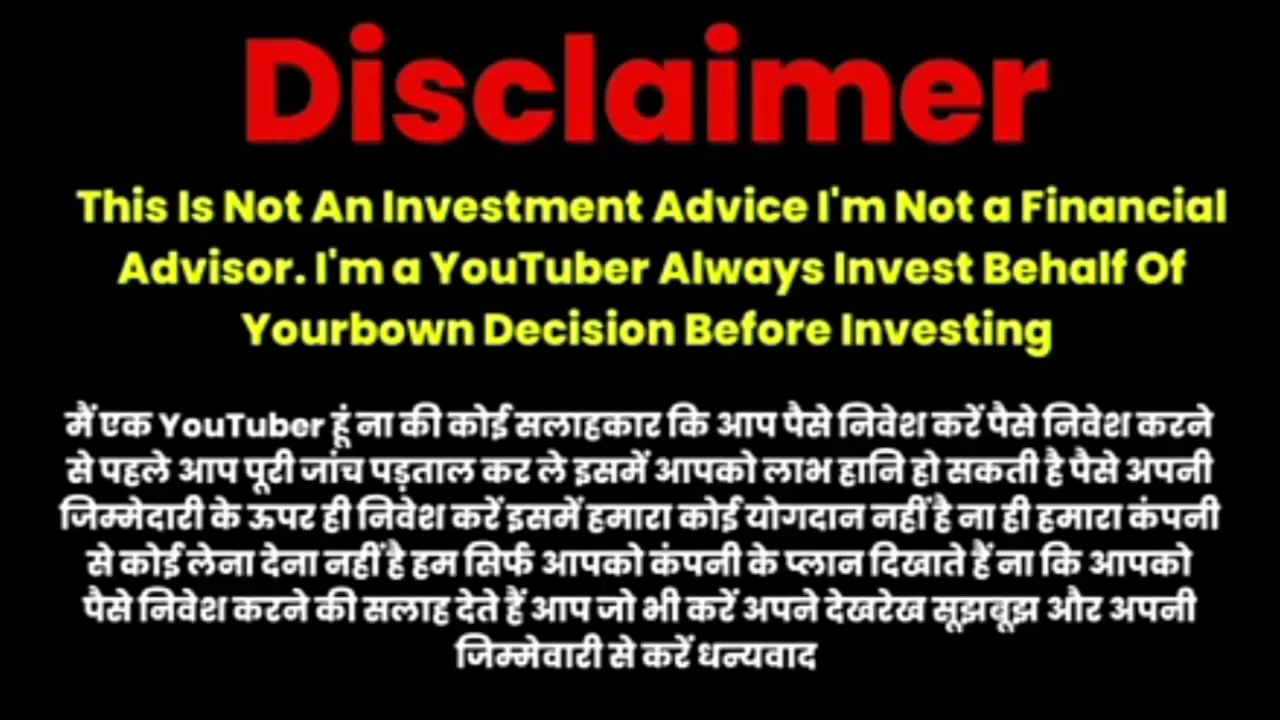 Disclaimer
This Is Not An Investment Advice I'm Not a Financial
Advisor. I'm a YouTuber Always Invest Behalf Of
Yourbown Decision Before Investing
मैं एक YouTuber हूं ना की कोई सलाहकार कि आप पैसे निवेश करें पैसे निवेश करने
से पहले आप पूरी जांच पड़ताल कर ले इसमें आपको लाभ हानि हो सकती है पैसे अपनी
जिम्मेदारी के ऊपर ही निवेश करें इसमें हमारा कोई योगदान नहीं है ना ही हमारा कंपनी
से कोई लेना देना नहीं है हम सिर्फ आपको कंपनी के प्लान दिखाते हैं ना कि आपको
पैसे निवेश करने की सलाह देते हैं आप जो भी करें अपने देखरेख सूझबूझ और अपनी
जिम्मेवारी से करें धन्यवाद